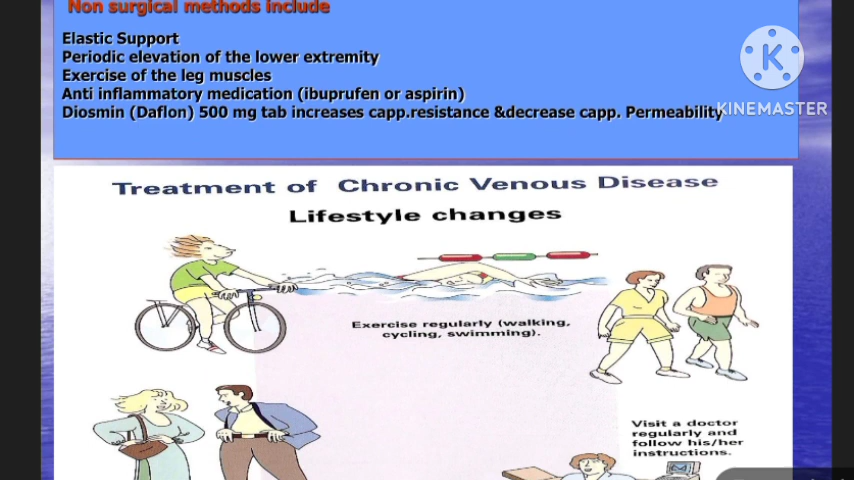 Non surgical methods include
Elastic Support
Periodic elevation of the lower extremity
Exercise of the leg muscles
Anti inflammatory medication (ibuprufen or aspirin)
Diosmin (Daflon) 500 mg tab increases capp.resistance &decrease capp. Permeability
K
KINEMASTER
Treatment of Chronic Venous Disease
Lifestyle changes
Exercise regularly (walking,
cycling, swimming).
Visit a doctor
regularly and
follow his/her
instructions.